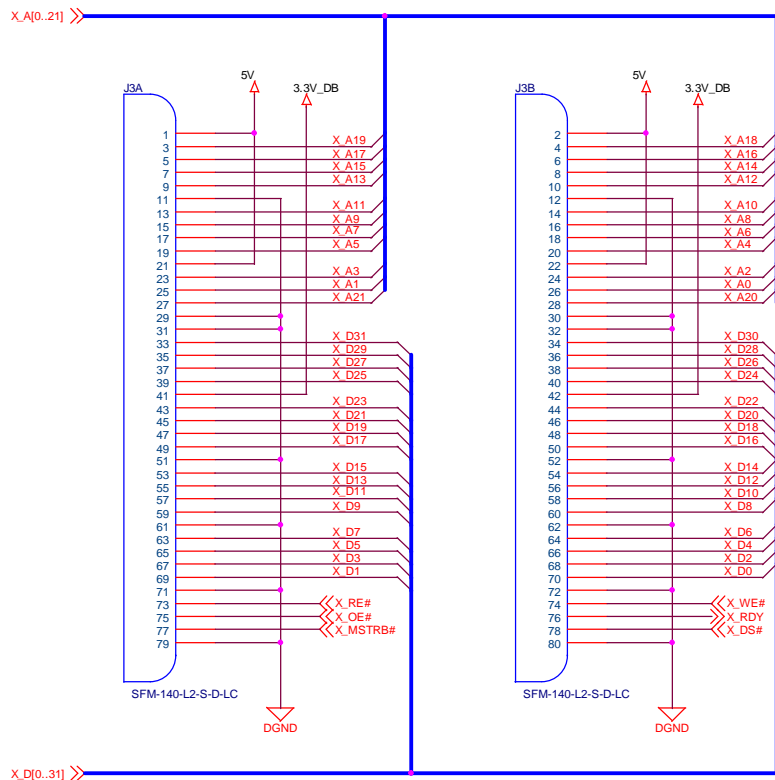 X_A[0..21]
J3A
5V
3.3V_DB
1
3 X_A19
5 X_A17
7 X_A15
9 X_A13
11
13 X_A11
15 X_A9
17 X_A7
19 X_A5
21
23 X_A3
25 X_A1
27 X_A21
29
31
33 X_D31
35 X_D29
37 X_D27
39 X_D25
41
43 X_D23
45 X_D21
47 X_D19
49 X_D17
51
53 X_D15
55 X_D13
57 X_D11
59 X_D9
61
63 X_D7
65 X_D5
67 X_D3
69 X_D1
71
73 X_RE#
75 X_OE#
77 X_MSTRB#
79
SFM-140-L2-S-D-LC
DGND
J3B
5V
3.3V_DB
2
4 X_A18
6 X_A16
8 X_A14
10 X_A12
12
14 X_A10
16 X_A8
18 X_A6
20 X_A4
22
24 X_A2
26 X_A0
28 X_A20
30
32
34 X_D30
36 X_D28
38 X_D26
40 X_D24
42
44 X_D22
46 X_D20
48 X_D18
50 X_D16
52
54 X_D14
56 X_D12
58 X_D10
60 X_D8
62
64 X_D6
66 X_D4
68 X_D2
70 X_D0
72
74 X_WE#
76 X_RDY
78 X_DS#
80
SFM-140-L2-S-D-LC
DGND
X_D[0..31]